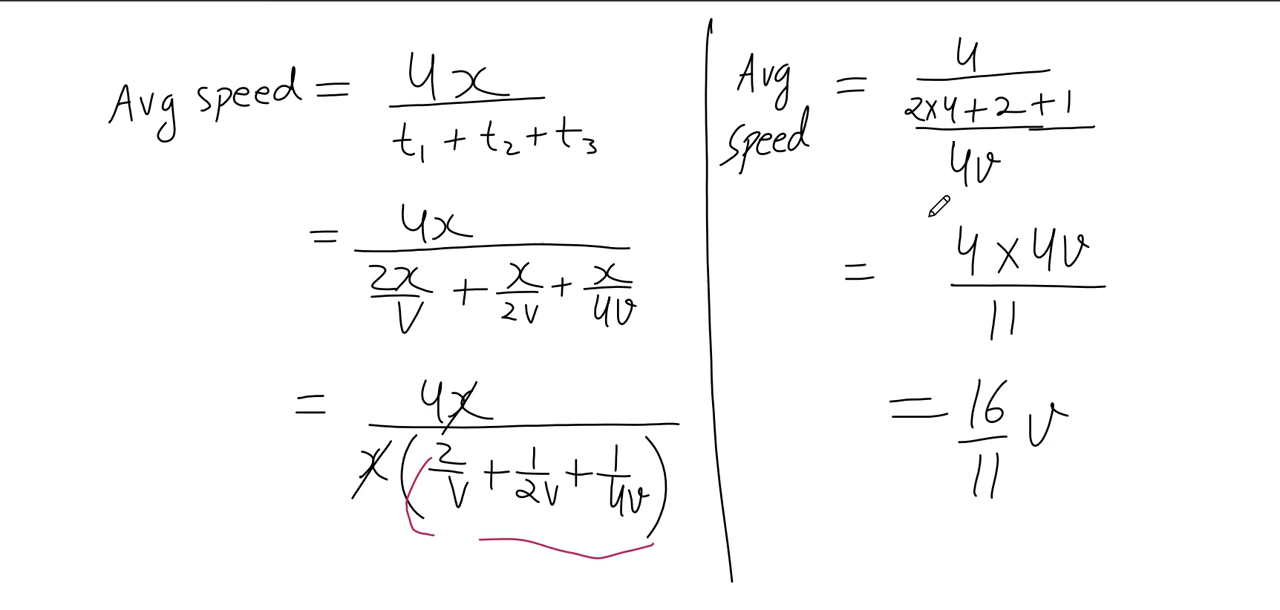 Avg speed = 4x / (t₁ + t₂ + t₃)
= 4x / (2x/V + x/2V + x/4v)
= 4x / x(2/V + 1/2V + 1/4v)
Avg speed = 4 / ((2×4+2+1) / 4v)
= 4 × 4v / 11
= 16/11 v